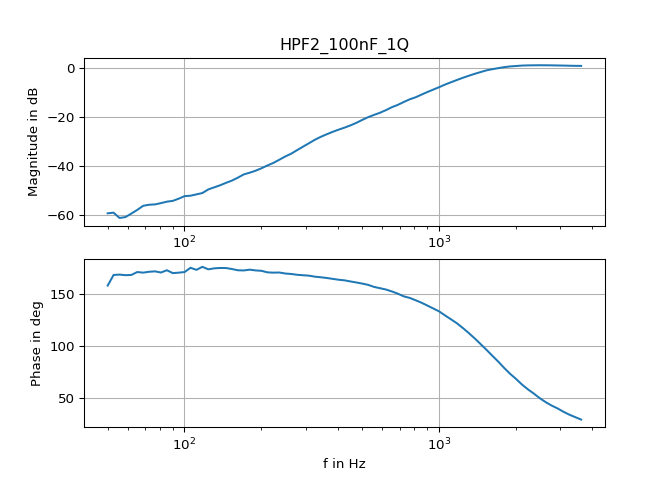 HPF2_100nF_1Q
Magnitude in dB
0
−20
−40
−60
10²
10³
Phase in deg
150
100
50
10²
10³
f in Hz